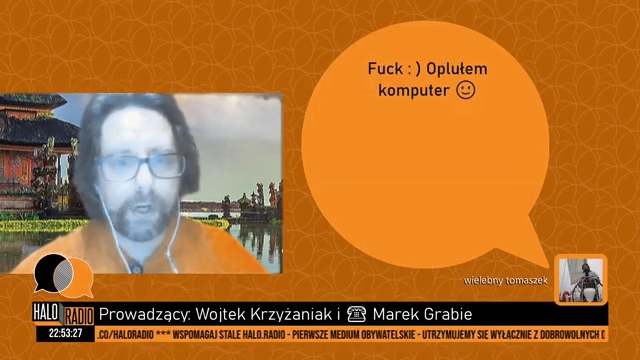 Fuck : ) Oplułem
komputer
wielebny tomaszek
HALO RADIO
Prowadzący: Wojtek Krzyżaniak i ☎ Marek Grabie
22:53:27
.CO/HALORADIO *** WSPOMAGAJ STALE HALO.RADIO - PIERWSZE MEDIUM OBYWATELSKIE - UTRZYMUJEMY SIĘ WYŁĄCZNIE Z DOBROWOLNYCH